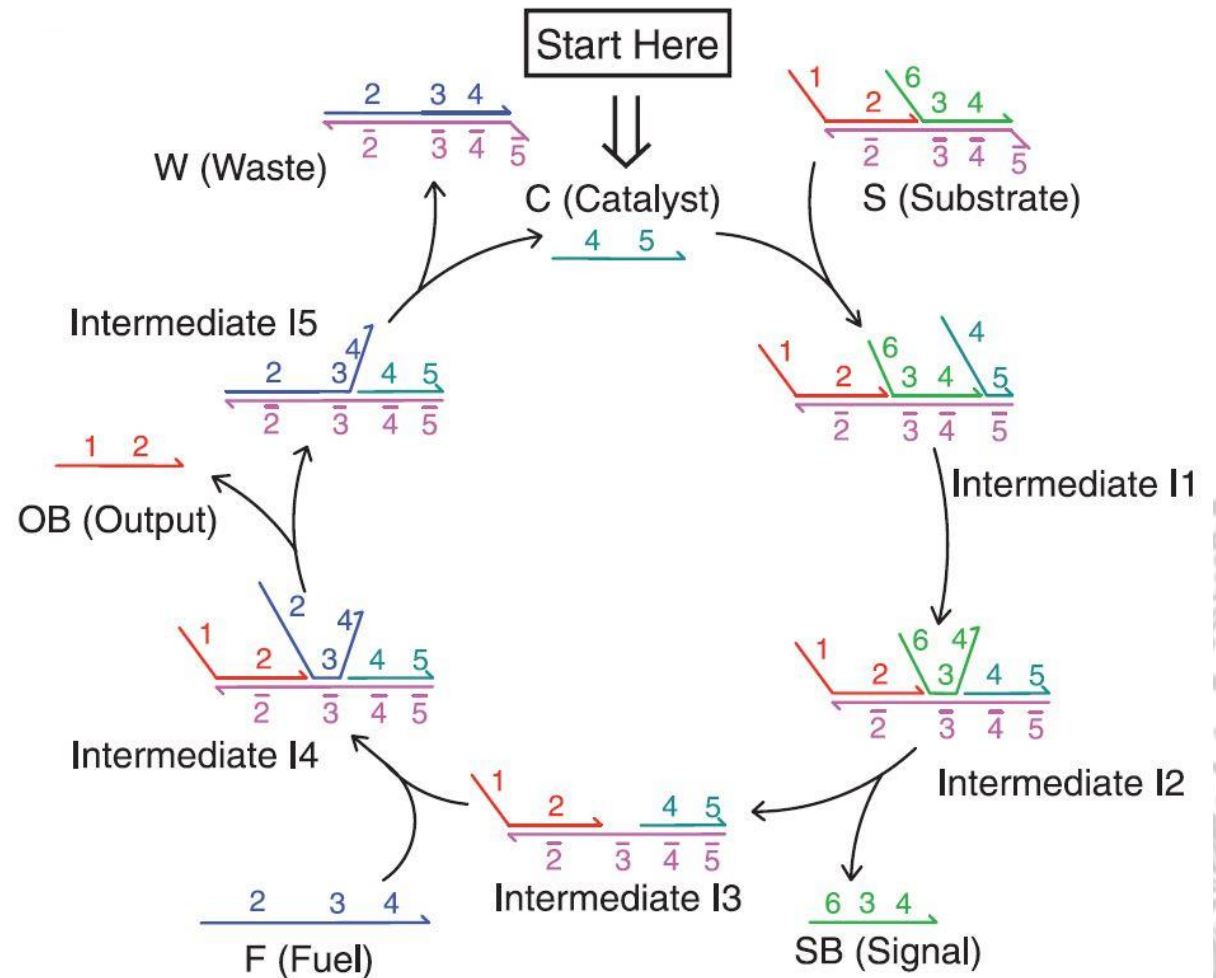 Start Here
1
6
2
3 4
2̅ 3̅ 4̅ 5̅
S (Substrate)
2 3 4
2̅ 3̅ 4̅ 5̅
W (Waste)
C (Catalyst)
4 5
1
6
4
2 3 4 5
2̅ 3̅ 4̅ 5̅
Intermediate I1
1
6 4
2 3 4 5
2̅ 3̅ 4̅ 5̅
Intermediate I2
6 3 4
SB (Signal)
1
2 4 5
2̅ 3̅ 4̅ 5̅
Intermediate I3
2 3 4
F (Fuel)
1
2 4
2 3 4 5
2̅ 3̅ 4̅ 5̅
Intermediate I4
1 2
OB (Output)
Intermediate I5
4
2 3 4 5
2̅ 3̅ 4̅ 5̅